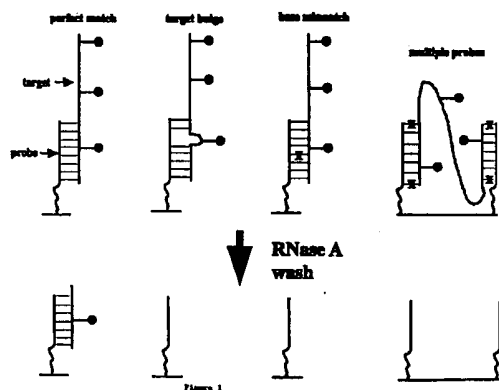 perfect match
target bulge
base mismatch
multiple probes
target
probe
RNase A
wash
Figure 1